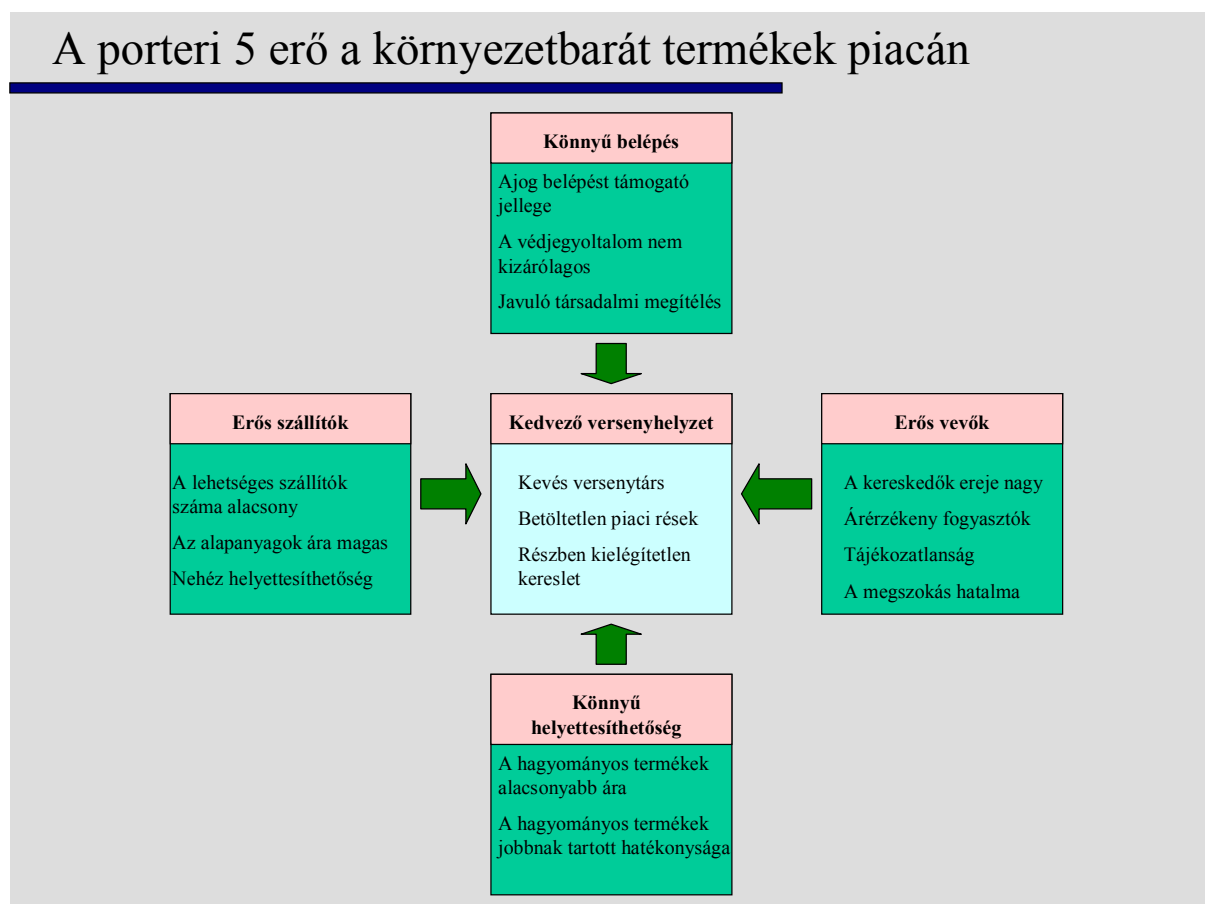 A porteri 5 erő a környezetbarát termékek piacán
Könnyű belépés
Ajog belépést támogató
jellege
A védjegyoltalom nem
kizárólagos
Javuló társadalmi megítélés
Erős szállítók
A lehetséges szállítók
száma alacsony
Az alapanyagok ára magas
Nehéz helyettesíthetőség
Kedvező versenyhelyzet
Kevés versenytárs
Betöltetlen piaci rések
Részben kielégítetlen
kereslet
Erős vevők
A kereskedők ereje nagy
Árérzékeny fogyasztók
Tájékozatlanság
A megszokás hatalma
Könnyű
helyettesíthetőség
A hagyományos termékek
alacsonyabb ára
A hagyományos termékek
jobbnak tartott hatékonysága